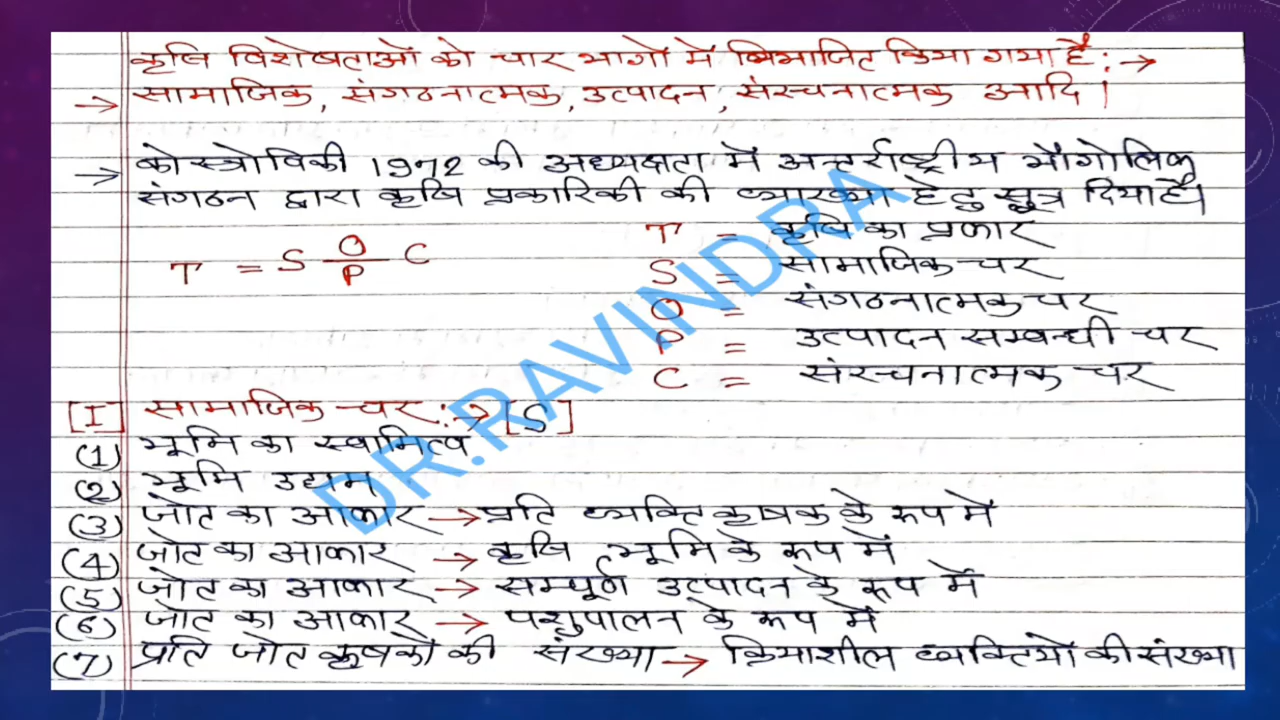 कृषि विशेषताओं को चार भागों में विभाजित किया गया है : →
→ सामाजिक, संगठनात्मक, उत्पादन, संरचनात्मक आदि ।
→ कोस्त्रोविकी 1972 की अध्यक्षता में अन्तर्राष्ट्रीय भौगोलिक
संगठन द्वारा कृषि प्रकारिकी की व्याख्या हेतु सूत्र दिया है।
T = S O/P C
T = कृषि का प्रकार
S = सामाजिक चर
O = संगठनात्मक चर
P = उत्पादन सम्बन्धी चर
C = संरचनात्मक चर
[I] सामाजिक चर :→ [S]
(1) भूमि का स्वामित्व
(2) भूमि उद्यम
(3) जोत का आकार → प्रति व्यक्ति कृषक के रूप में
(4) जोत का आकार → कृषि भूमि के रूप में
(5) जोत का आकार → सम्पूर्ण उत्पादन के रूप में
(6) जोत का आकार → पशुपालन के रूप में
(7) प्रति जोत कृषकों की संख्या → क्रियाशील व्यक्तियों की संख्या
DR.RAVINDRA